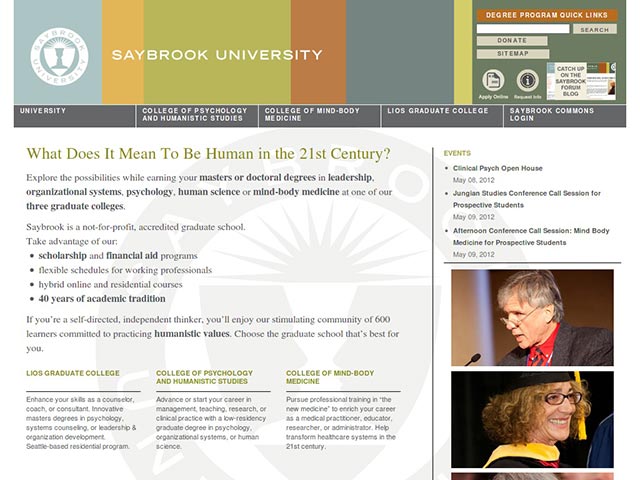 SAYBROOK UNIVERSITY
SAYBROOK UNIVERSITY
DEGREE PROGRAM QUICK LINKS
SEARCH
DONATE
SITEMAP
Apply Online
Request Info
CATCH UP
ON THE
SAYBROOK
FORUM
BLOG
UNIVERSITY
COLLEGE OF PSYCHOLOGY
AND HUMANISTIC STUDIES
COLLEGE OF MIND-BODY
MEDICINE
LIOS GRADUATE COLLEGE
SAYBROOK COMMONS
LOGIN
What Does It Mean To Be Human in the 21st Century?
Explore the possibilities while earning your masters or doctoral degrees in leadership,
organizational systems, psychology, human science or mind-body medicine at one of our
three graduate colleges.
Saybrook is a not-for-profit, accredited graduate school.
Take advantage of our:
• scholarship and financial aid programs
• flexible schedules for working professionals
• hybrid online and residential courses
• 40 years of academic tradition
If you're a self-directed, independent thinker, you'll enjoy our stimulating community of 600
learners committed to practicing humanistic values. Choose the graduate school that's best for
you.
LIOS GRADUATE COLLEGE
Enhance your skills as a counselor,
coach, or consultant. Innovative
masters degrees in psychology,
systems counseling, or leadership &
organization development.
Seattle-based residential program.
COLLEGE OF PSYCHOLOGY
AND HUMANISTIC STUDIES
Advance or start your career in
management, teaching, research, or
clinical practice with a low-residency
graduate degree in psychology,
organizational systems, or human
science.
COLLEGE OF MIND-BODY
MEDICINE
Pursue professional training in "the
new medicine" to enrich your career
as a medical practitioner, educator,
researcher, or administrator. Help
transform healthcare systems in the
21st century.
EVENTS
• Clinical Psych Open House
May 08, 2012
• Jungian Studies Conference Call Session for
Prospective Students
May 09, 2012
• Afternoon Conference Call Session: Mind Body
Medicine for Prospective Students
May 09, 2012